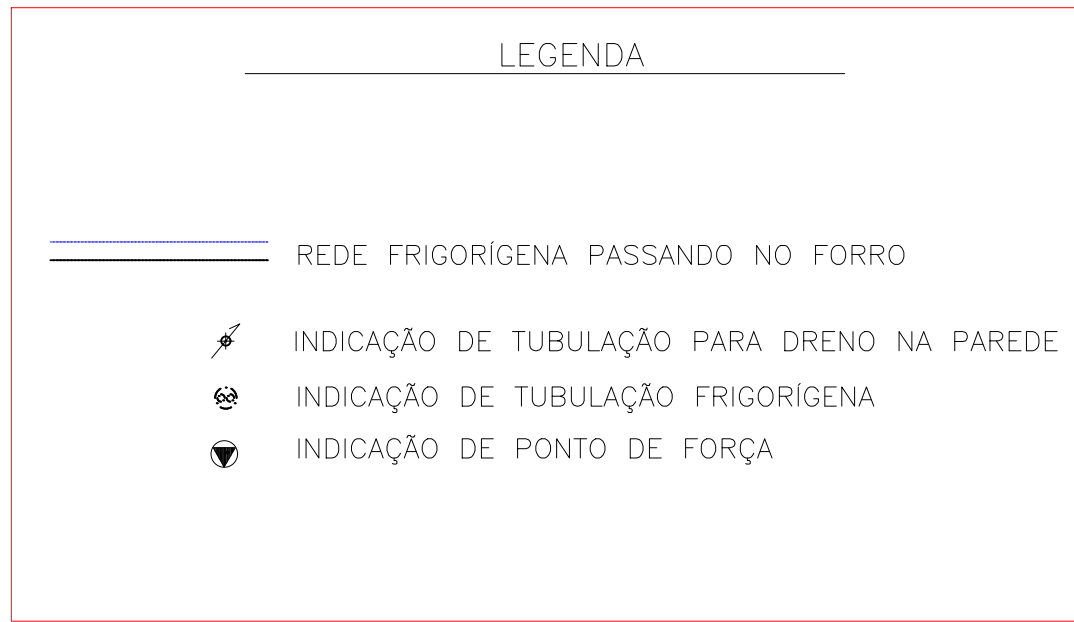 LEGENDA
REDE FRIGORÍGENA PASSANDO NO FORRO
INDICAÇÃO DE TUBULAÇÃO PARA DRENO NA PAREDE
INDICAÇÃO DE TUBULAÇÃO FRIGORÍGENA
INDICAÇÃO DE PONTO DE FORÇA